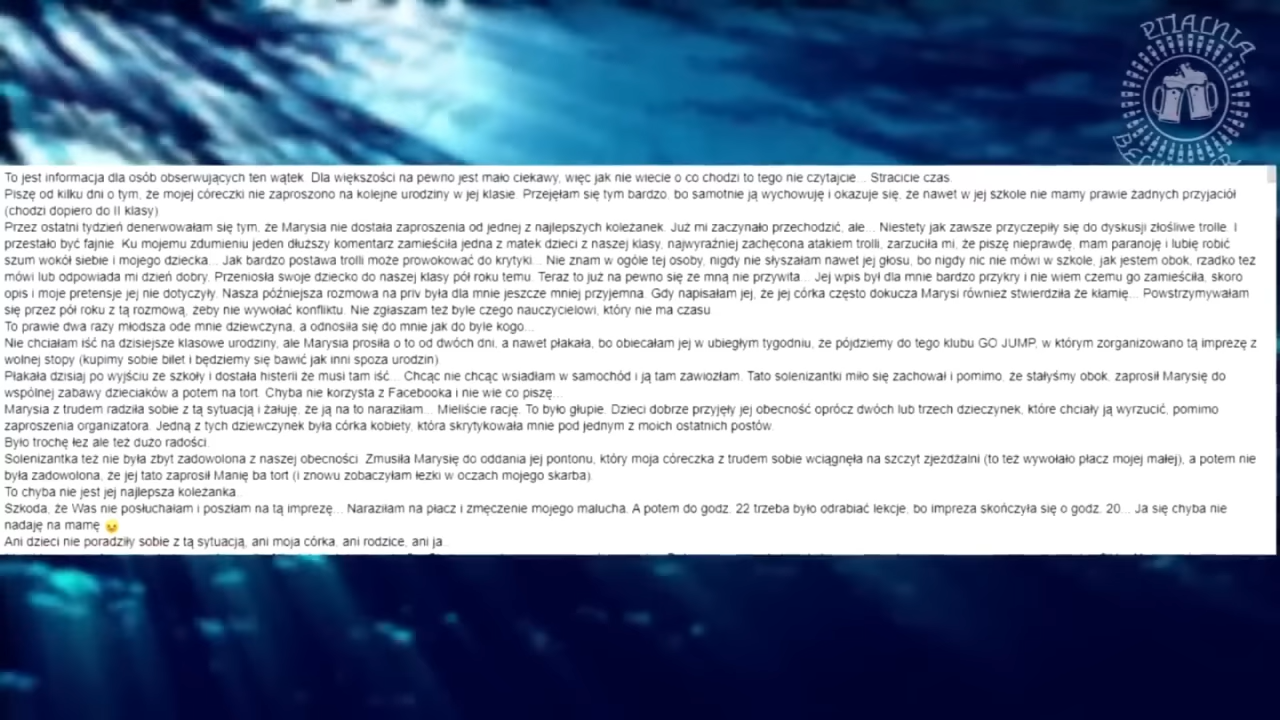 PIJALNIA
To jest informacja dla osób obserwujących ten wątek. Dla większości na pewno jest mało ciekawy, więc jak nie wiecie o co chodzi to tego nie czytajcie... Stracicie czas.
Piszę od kilku dni o tym, że mojej córeczki nie zaproszono na kolejne urodziny w jej klasie. Przejęłam się tym bardzo, bo samotnie ją wychowuję i okazuje się, że nawet w jej szkole nie mamy prawie żadnych przyjaciół
(chodzi dopiero do II klasy)
Przez ostatni tydzień denerwowałam się tym, że Marysia nie dostała zaproszenia od jednej z najlepszych koleżanek. Już mi zaczynało przechodzić, ale... Niestety jak zawsze przyczepiły się do dyskusji złośliwe trolle. I
przestało być fajnie. Ku mojemu zdumieniu jeden dłuższy komentarz zamieściła jedna z matek dzieci z naszej klasy, najwyraźniej zachęcona atakiem trolli, zarzuciła mi, że piszę nieprawdę, mam paranoję i lubię robić
szum wokół siebie i mojego dziecka... Jak bardzo postawa trolli może prowokować do krytyki... Nie znam w ogóle tej osoby, nigdy nie słyszałam nawet jej głosu, bo nigdy nic nie mówi w szkole, jak jestem obok, rzadko też
mówi lub odpowiada mi dzień dobry. Przeniosła swoje dziecko do naszej klasy pół roku temu. Teraz to już na pewno się ze mną nie przywita... Jej wpis był dla mnie bardzo przykry i nie wiem czemu go zamieściła, skoro
opis i moje pretensje jej nie dotyczyły. Nasza późniejsza rozmowa na priv była dla mnie jeszcze mniej przyjemna. Gdy napisałam jej, że jej córka często dokucza Marysi również stwierdziła że kłamię... Powstrzymywałam
się przez pół roku z tą rozmową, żeby nie wywołać konfliktu. Nie zgłaszam też byle czego nauczycielowi, który nie ma czasu.
To prawie dwa razy młodsza ode mnie dziewczyna, a odnosiła się do mnie jak do byle kogo...
Nie chciałam iść na dzisiejsze klasowe urodziny, ale Marysia prosiła o to od dwóch dni, a nawet płakała, bo obiecałam jej w ubiegłym tygodniu, że pójdziemy do tego klubu GO JUMP, w którym zorganizowano tą imprezę z
wolnej stopy (kupimy sobie bilet i będziemy się bawić jak inni spoza urodzin)
Płakała dzisiaj po wyjściu ze szkoły i dostała histerii że musi tam iść... Chcąc nie chcąc wsiadłam w samochód i ją tam zawiozłam. Tato solenizantki miło się zachował i pomimo, że stałyśmy obok, zaprosił Marysię do
wspólnej zabawy dzieciaków a potem na tort. Chyba nie korzysta z Facebooka i nie wie co piszę...
Marysia z trudem radziła sobie z tą sytuacją i żałuję, że ją na to naraziłam... Mieliście rację. To było głupie. Dzieci dobrze przyjęły jej obecność oprócz dwóch lub trzech dzieczynek, które chciały ją wyrzucić, pomimo
zaproszenia organizatora. Jedną z tych dziewczynek była córka kobiety, która skrytykowała mnie pod jednym z moich ostatnich postów.
Było trochę łez ale też dużo radości.
Solenizantka też nie była zbyt zadowolona z naszej obecności. Zmusiła Marysię do oddania jej pontonu, który moja córeczka z trudem sobie wciągnęła na szczyt zjeżdżalni (to też wywołało płacz mojej małej), a potem nie
była zadowolona, że jej tato zaprosił Manię ba tort (i znowu zobaczyłam łezki w oczach mojego skarba)
To chyba nie jest jej najlepsza koleżanka...
Szkoda, że Was nie posłuchałam i poszłam na tą imprezę... Naraziłam na płacz i zmęczenie mojego malucha. A potem do godz. 22 trzeba było odrabiać lekcje, bo impreza skończyła się o godz. 20... Ja się chyba nie
nadaję na mamę 😟
Ani dzieci nie poradziły sobie z tą sytuacją, ani moja córka, ani rodzice, ani ja...